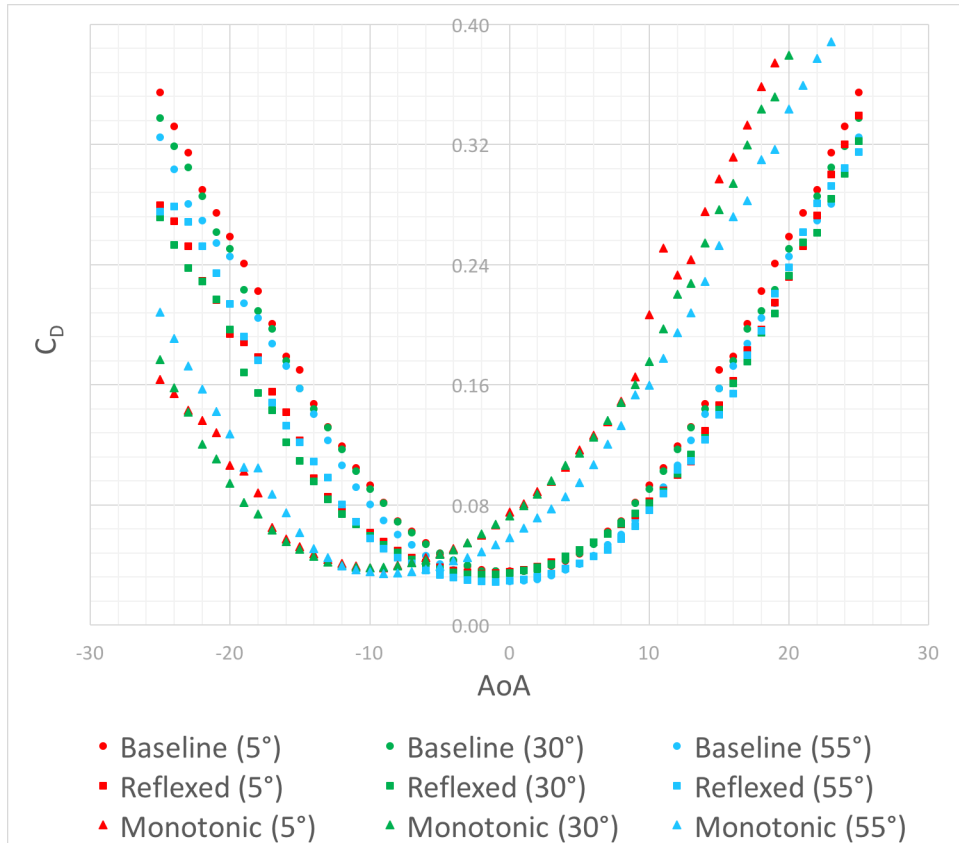 0.40
0.32
0.24
0.16
0.08
0.00
C_D
-30 -20 -10 0 10 20 30
AoA
Baseline (5°) Baseline (30°) Baseline (55°)
Reflexed (5°) Reflexed (30°) Reflexed (55°)
Monotonic (5°) Monotonic (30°) Monotonic (55°)